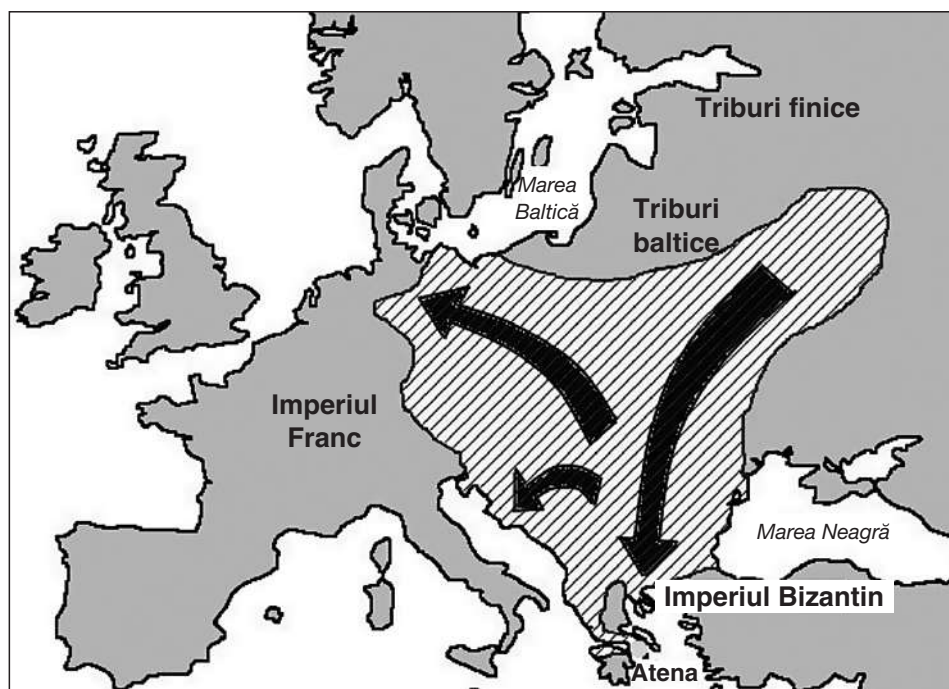 Triburi finice
Marea
Baltică
Triburi
baltice
Imperiul
Franc
Marea Neagră
Imperiul Bizantin
Atena